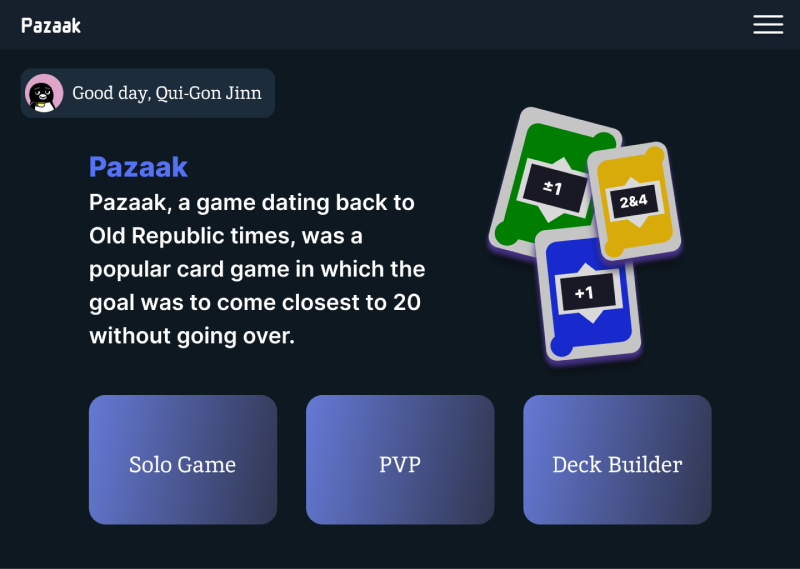 Pazaak
Good day, Qui-Gon Jinn
Pazaak
Pazaak, a game dating back to
Old Republic times, was a
popular card game in which the
goal was to come closest to 20
without going over.
±1
2&4
+1
Solo Game
PVP
Deck Builder